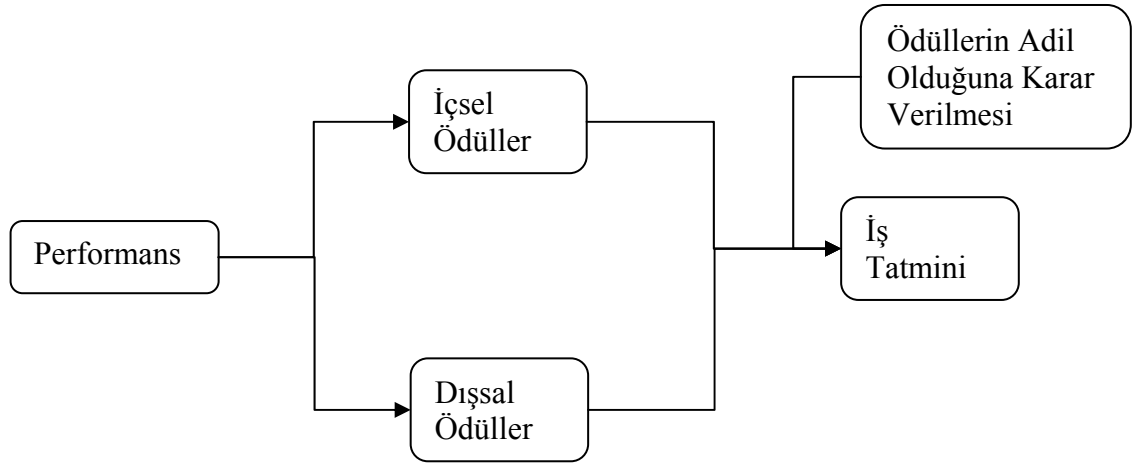 Ödüllerin Adil
Olduğuna Karar
Verilmesi
İçsel
Ödüller
Performans
İş
Tatmini
Dışsal
Ödüller